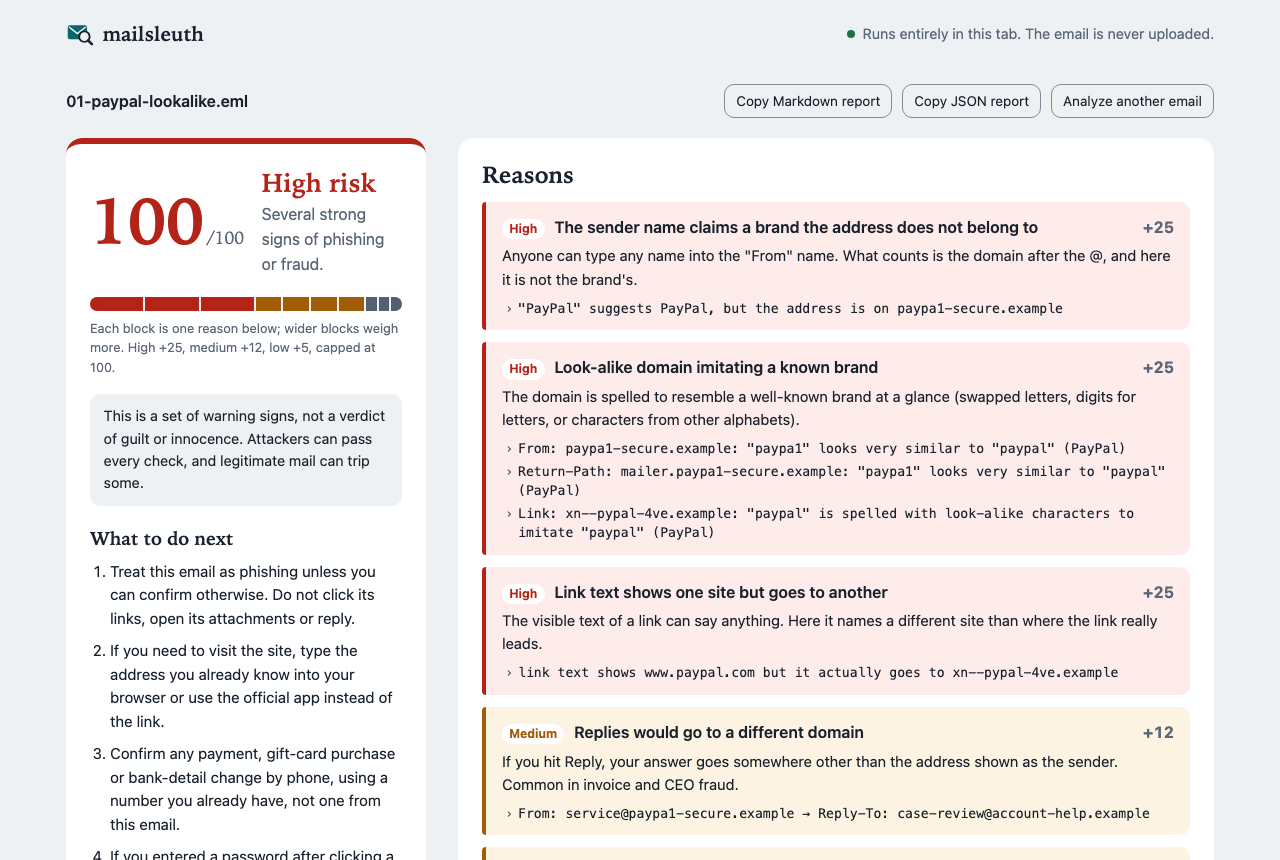 mailsleuth
Runs entirely in this tab. The email is never uploaded.
01-paypal-lookalike.eml
Copy Markdown report
Copy JSON report
Analyze another email
100/100
High risk
Several strong
signs of phishing
or fraud.
Each block is one reason below; wider blocks weigh
more. High +25, medium +12, low +5, capped at
100.
This is a set of warning signs, not a verdict
of guilt or innocence. Attackers can pass
every check, and legitimate mail can trip
some.
What to do next
1. Treat this email as phishing unless you
can confirm otherwise. Do not click its
links, open its attachments or reply.
2. If you need to visit the site, type the
address you already know into your
browser or use the official app instead of
the link.
3. Confirm any payment, gift-card purchase
or bank-detail change by phone, using a
number you already have, not one from
this email.
4. If you entered a password after clicking a
Reasons
High The sender name claims a brand the address does not belong to +25
Anyone can type any name into the "From" name. What counts is the domain after the @, and here
it is not the brand's.
› "PayPal" suggests PayPal, but the address is on paypa1-secure.example
High Look-alike domain imitating a known brand +25
The domain is spelled to resemble a well-known brand at a glance (swapped letters, digits for
letters, or characters from other alphabets).
› From: paypa1-secure.example: "paypa1" looks very similar to "paypal" (PayPal)
› Return-Path: mailer.paypa1-secure.example: "paypa1" looks very similar to "paypal"
(PayPal)
› Link: xn--pypal-4ve.example: "paypal" is spelled with look-alike characters to
imitate "paypal" (PayPal)
High Link text shows one site but goes to another +25
The visible text of a link can say anything. Here it names a different site than where the link really
leads.
› link text shows www.paypal.com but it actually goes to xn--pypal-4ve.example
Medium Replies would go to a different domain +12
If you hit Reply, your answer goes somewhere other than the address shown as the sender.
Common in invoice and CEO fraud.
› From: service@paypa1-secure.example → Reply-To: case-review@account-help.example